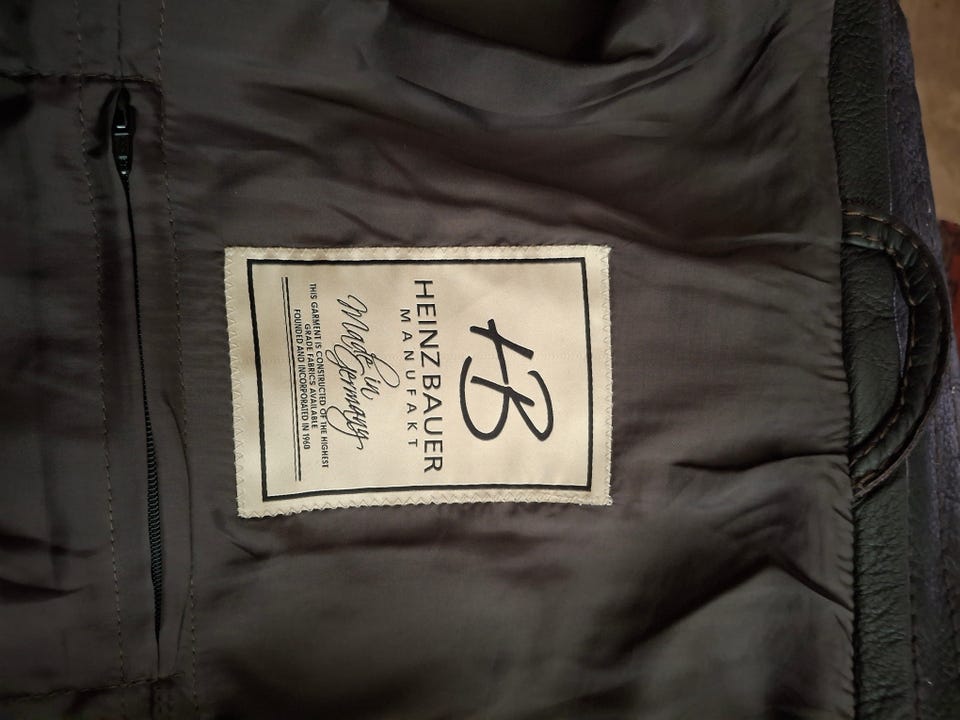 HB
HEINZ BAUER
MANUFAKT
Made in
Germany
THIS GARMENT IS CONSTRUCTED OF THE HIGHEST
GRADE FABRICS AVAILABLE
FOUNDED AND INCORPORATED IN 1960